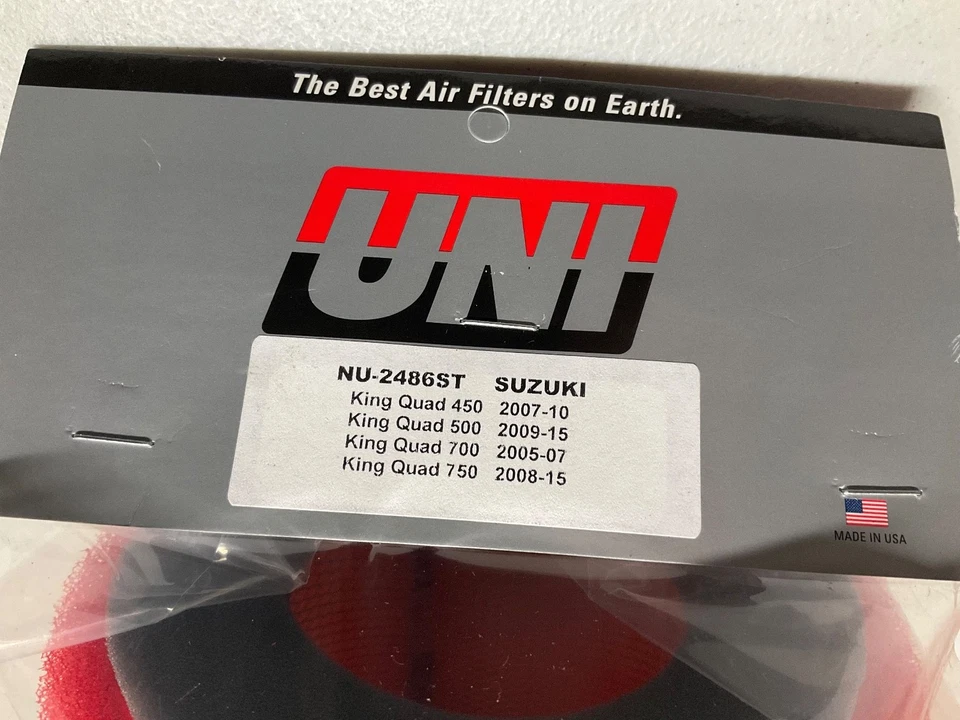 The Best Air Filters on Earth.
UNI
NU-2486ST SUZUKI
King Quad 450 2007-10
King Quad 500 2009-15
King Quad 700 2005-07
King Quad 750 2008-15
MADE IN USA